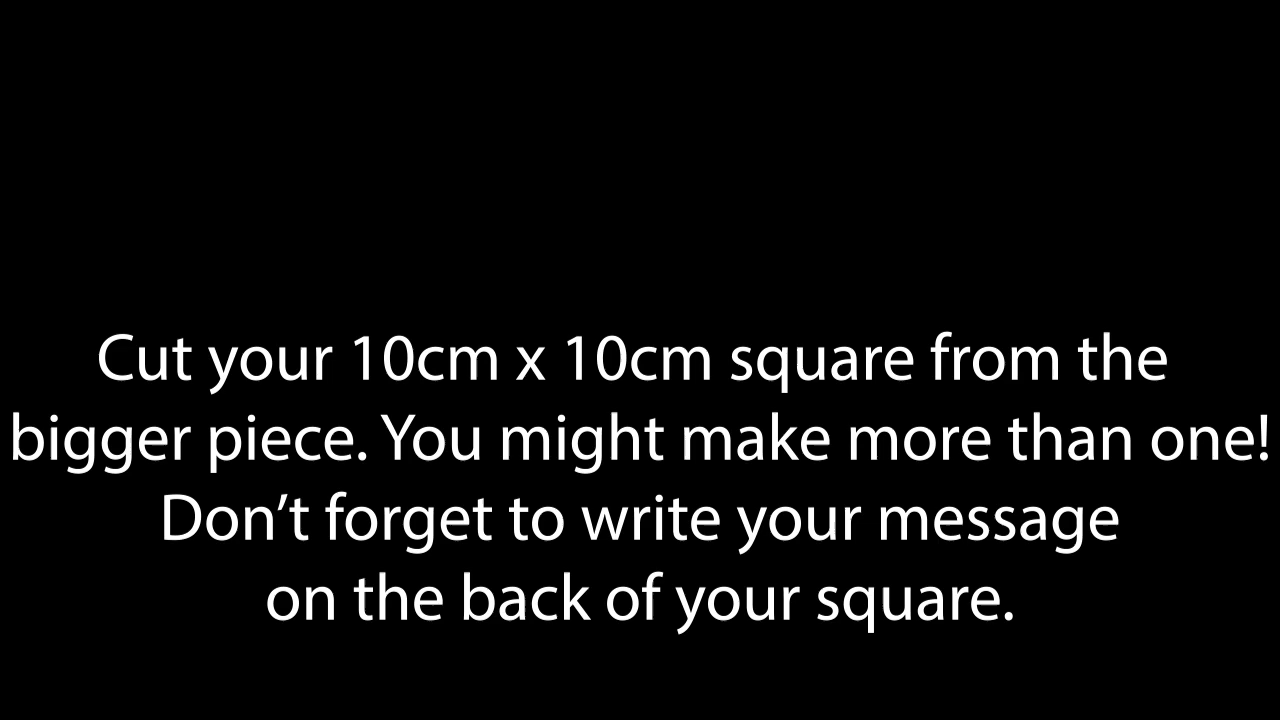 Cut your 10cm x 10cm square from the
bigger piece. You might make more than one!
Don’t forget to write your message
on the back of your square.